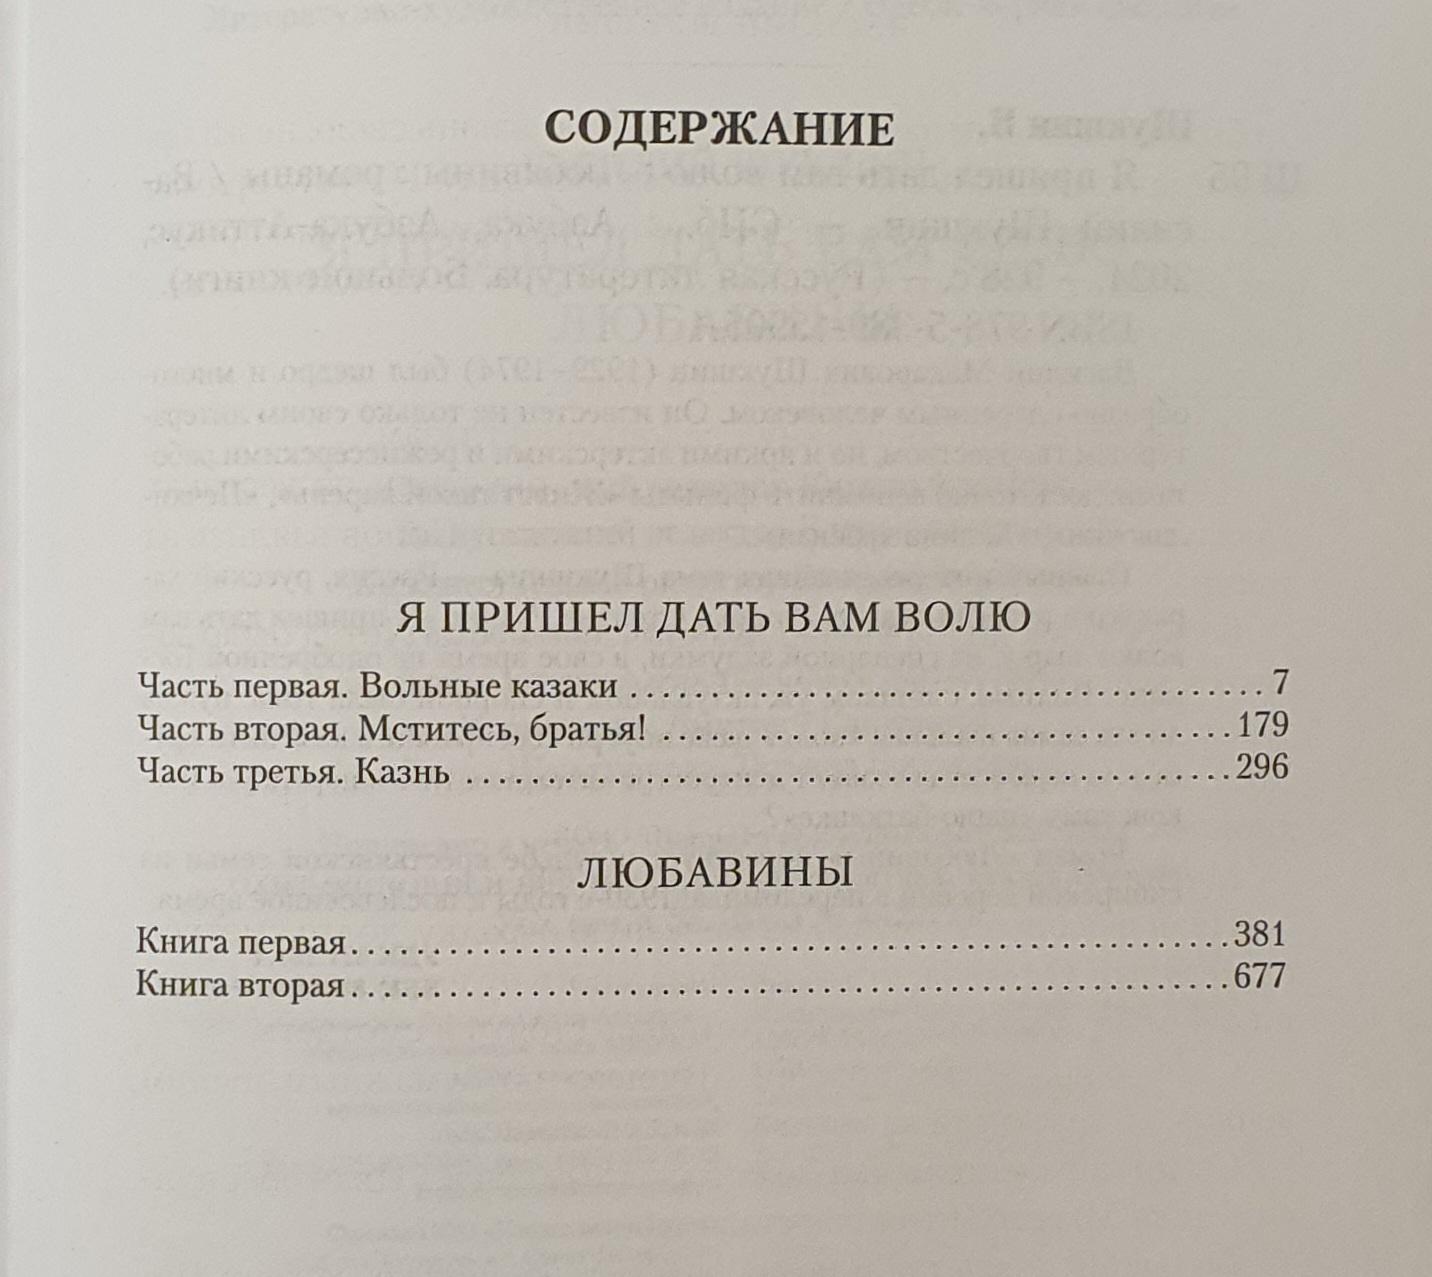 СОДЕРЖАНИЕ
Я ПРИШЕЛ ДАТЬ ВАМ ВОЛЮ
Часть первая. Вольные казаки . . . . . . . . . . . . . . . . . . . . . . . . . . . . . . . . . . . . . . . 7
Часть вторая. Мститесь, братья! . . . . . . . . . . . . . . . . . . . . . . . . . . . . . . . . . . . 179
Часть третья. Казнь . . . . . . . . . . . . . . . . . . . . . . . . . . . . . . . . . . . . . . . . . . . . . . . 296
ЛЮБАВИНЫ
Книга первая. . . . . . . . . . . . . . . . . . . . . . . . . . . . . . . . . . . . . . . . . . . . . . . . . . . . . . 381
Книга вторая. . . . . . . . . . . . . . . . . . . . . . . . . . . . . . . . . . . . . . . . . . . . . . . . . . . . . . 677